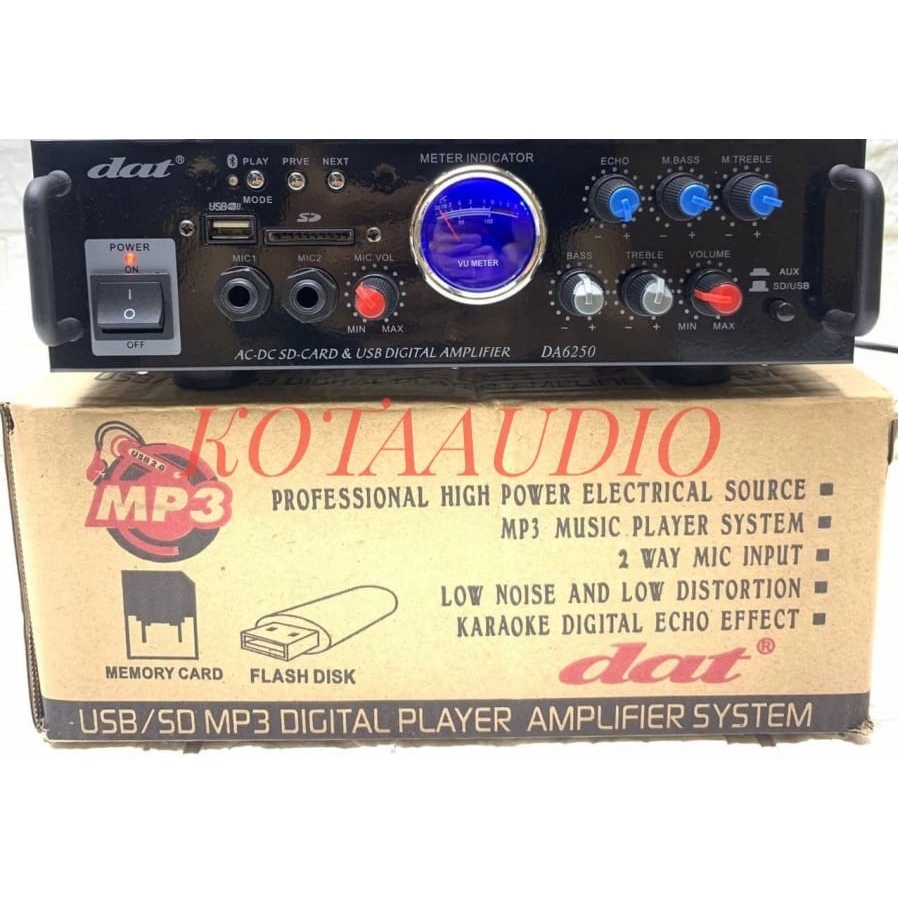 dat®
PLAY PRVE NEXT
MODE
METER INDICATOR
ECHO M.BASS M.TREBLE
USB
SD
POWER
ON
I
O
OFF
MIC1 MIC2 MIC VOL
MIN MAX
VU METER
BASS TREBLE VOLUME
- + - + MIN MAX
AUX
SD/USB
AC-DC SD-CARD & USB DIGITAL AMPLIFIER DA6250
KOTAAUDIO
USB 2.0
MP3
PROFESSIONAL HIGH POWER ELECTRICAL SOURCE
MP3 MUSIC PLAYER SYSTEM
2 WAY MIC INPUT
LOW NOISE AND LOW DISTORTION
KARAOKE DIGITAL ECHO EFFECT
MEMORY CARD FLASH DISK
dat®
USB/SD MP3 DIGITAL PLAYER AMPLIFIER SYSTEM